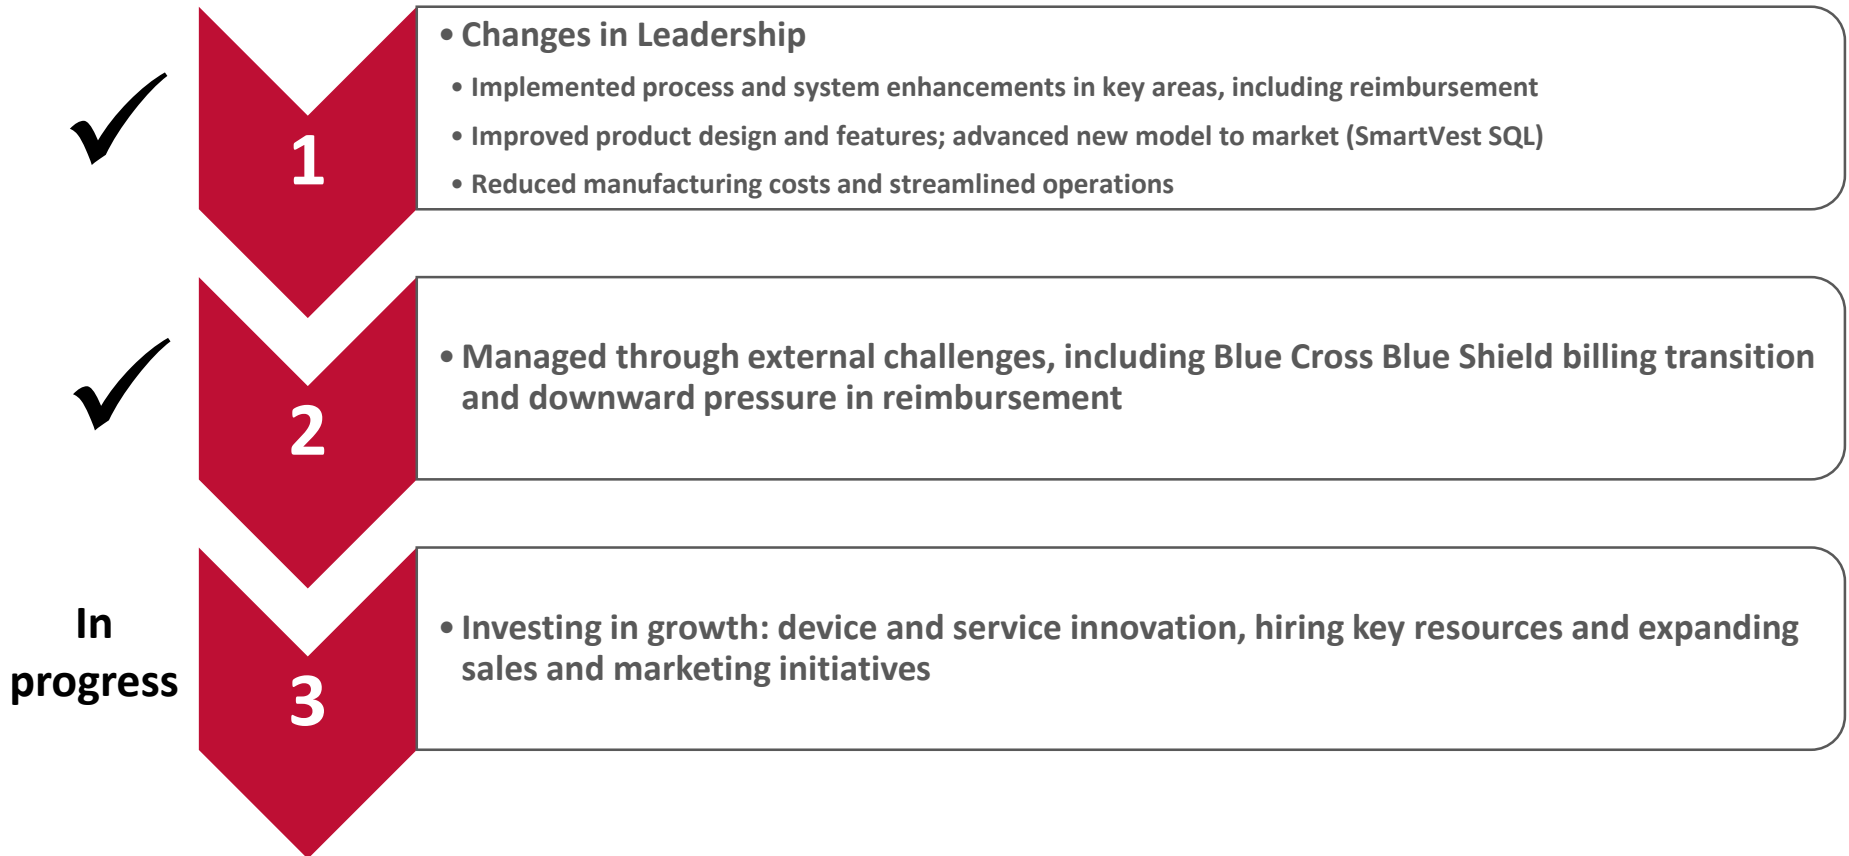 1
• Changes in Leadership
• Implemented process and system enhancements in key areas, including reimbursement
• Improved product design and features; advanced new model to market (SmartVest SQL)
• Reduced manufacturing costs and streamlined operations
2
• Managed through external challenges, including Blue Cross Blue Shield billing transition
and downward pressure in reimbursement
In
progress
3
• Investing in growth: device and service innovation, hiring key resources and expanding
sales and marketing initiatives